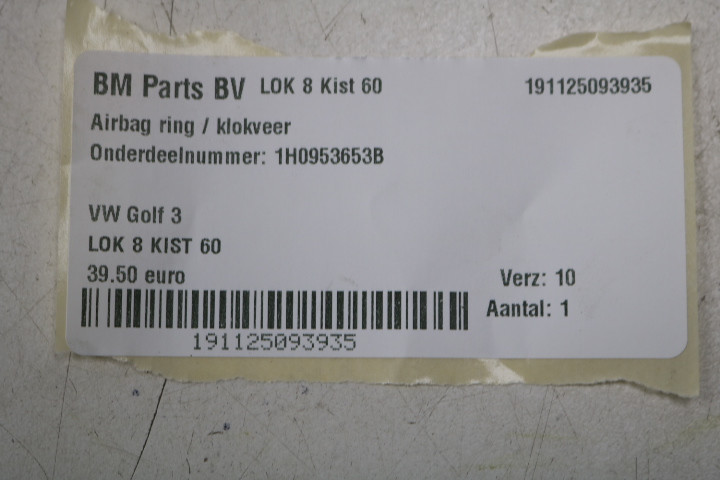 BM Parts BV LOK 8 Kist 60 191125093935
Airbag ring / klokveer
Onderdeelnummer: 1H0953653B
VW Golf 3
LOK 8 KIST 60
39.50 euro Verz: 10
Aantal: 1
191125093935